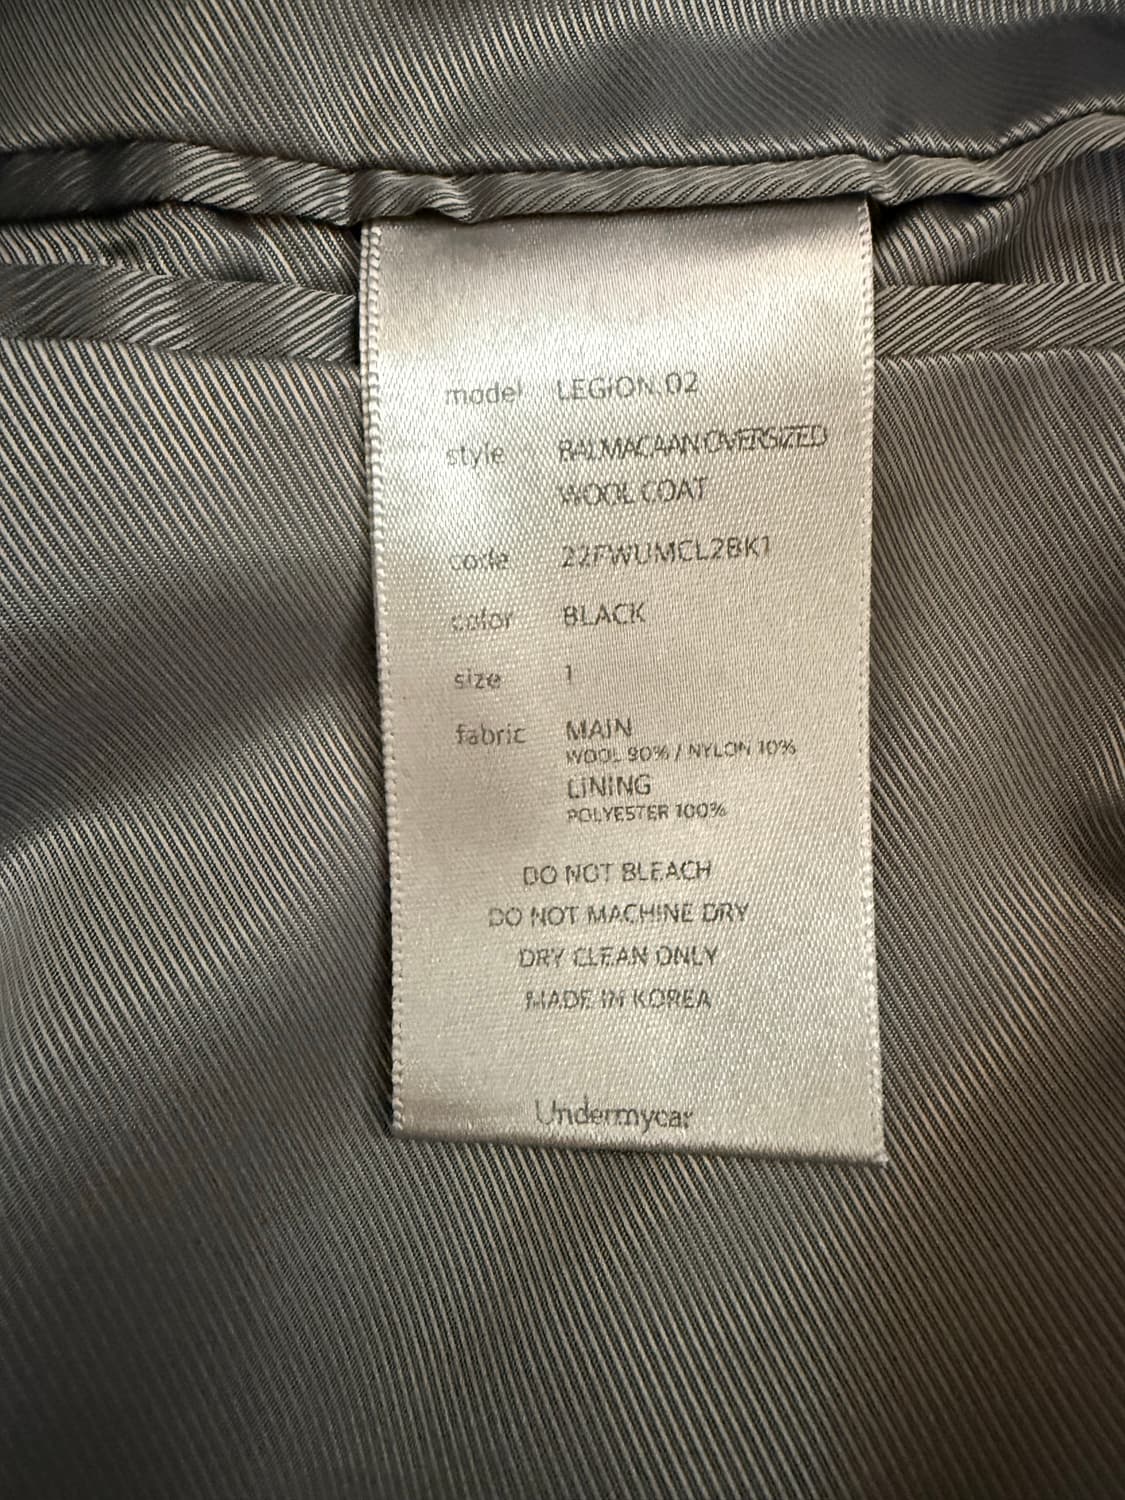 model LEGION.02
style BALMACAAN OVERSIZED
WOOL COAT
code 22FWUMCL2BK1
color BLACK
size 1
fabric MAIN
WOOL 90% / NYLON 10%
LINING
POLYESTER 100%
DO NOT BLEACH
DO NOT MACHINE DRY
DRY CLEAN ONLY
MADE IN KOREA
Undermycar